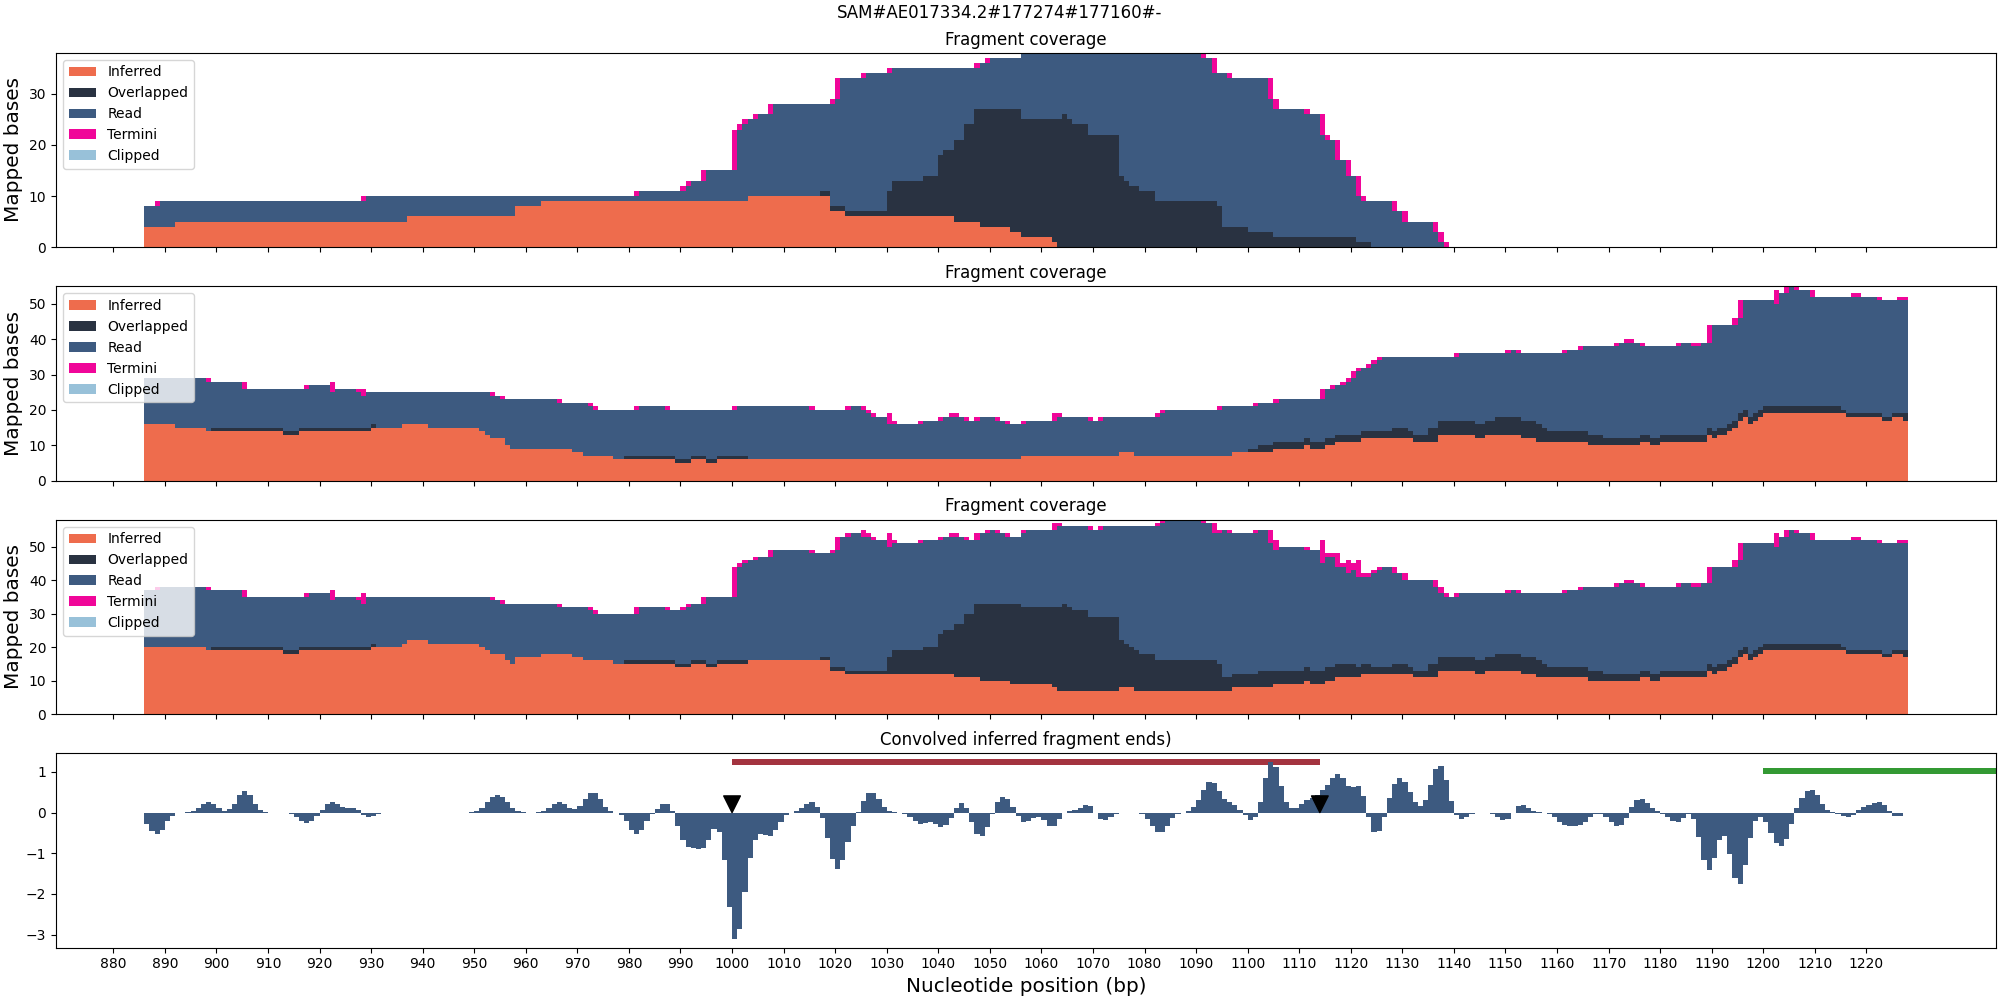 SAM#AE017334.2#177274#177160#-
Fragment coverage
Mapped bases
30
20
10
0
Inferred
Overlapped
Read
Termini
Clipped
Fragment coverage
Mapped bases
50
40
30
20
10
0
Inferred
Overlapped
Read
Termini
Clipped
Fragment coverage
Mapped bases
50
40
30
20
10
0
Inferred
Overlapped
Read
Termini
Clipped
Convolved inferred fragment ends)
1
0
−1
−2
−3
880 890 900 910 920 930 940 950 960 970 980 990 1000 1010 1020 1030 1040 1050 1060 1070 1080 1090 1100 1110 1120 1130 1140 1150 1160 1170 1180 1190 1200 1210 1220
Nucleotide position (bp)